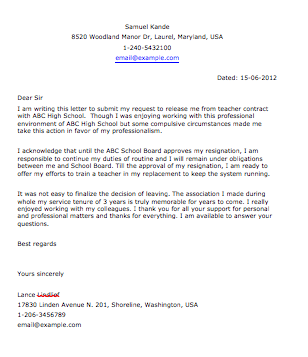 Samuel Kande
8520 Woodland Manor Dr, Laurel, Maryland, USA
1-240-5432100
email@example.com
Dated: 15-06-2012
Dear Sir
I am writing this letter to submit my request to release me from teacher contract
with ABC High School.  Though I was enjoying working with this professional
environment of ABC High School but some compulsive circumstances made me
take this action in favor of my professionalism.
I acknowledge that until the ABC School Board approves my resignation, I am
responsible to continue my duties of routine and I will remain under obligations
between me and School Board. Till the approval of my resignation, I am ready to
offer my efforts to train a teacher in my replacement to keep the system running.
It was not easy to finalize the decision of leaving. The association I made during
whole my service tenure of 3 years is truly memorable for years to come. I really
enjoyed working with my colleagues. I thank you for all your support for personal
and professional matters and thanks for everything. I am available to answer your
questions.
Best regards
Yours sincerely
Lance
17830 Linden Avenue N. 201, Shoreline, Washington, USA
1-206-3456789
email@example.com